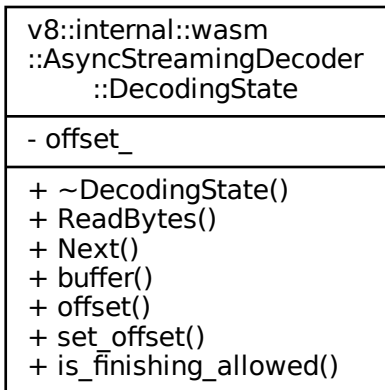 v8::internal::wasm
::AsyncStreamingDecoder
::DecodingState
- offset_
+ ~DecodingState()
+ ReadBytes()
+ Next()
+ buffer()
+ offset()
+ set_offset()
+ is_finishing_allowed()